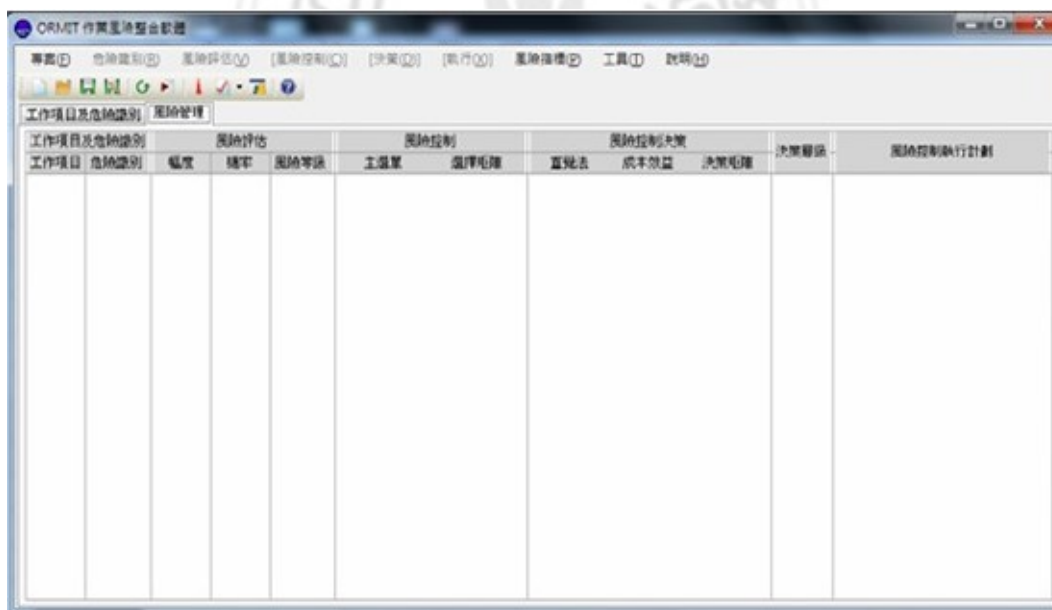 ORMIT 作業風險整合軟體
專案(F) 危險識別(R) 風險評估(V) [風險控制(C)] [決策(D)] [執行(X)] 風險指標(P) 工具(T) 說明(H)
工作項目及危險識別 風險管理
工作項目及危險識別 風險評估 風險控制 風險控制決策 決策層級 風險控制執行計劃
工作項目 危險識別 幅度 機率 風險等級 主選單 選擇矩陣 直覺法 成本效益 決策矩陣